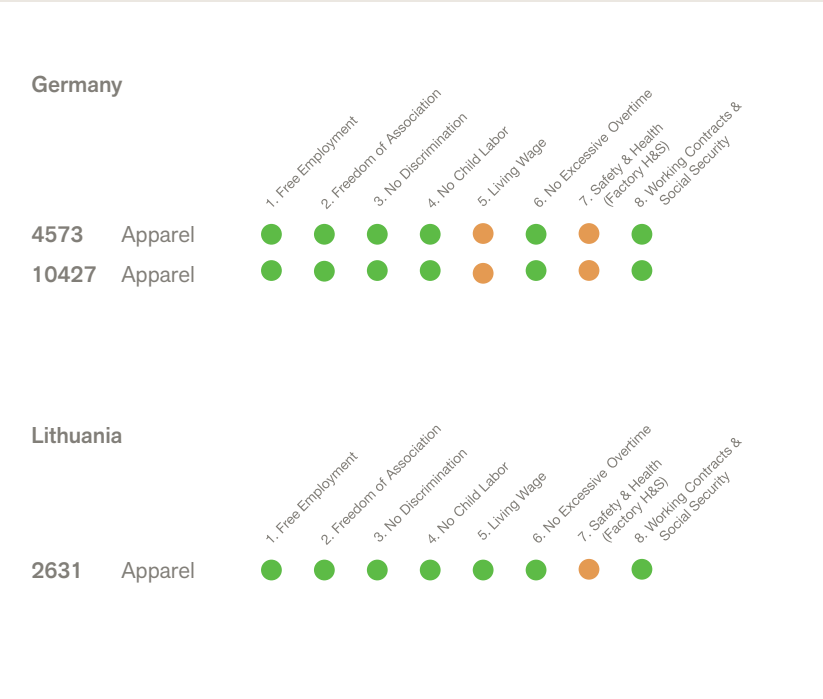 Germany
1. Free Employment
2. Freedom of Association
3. No Discrimination
4. No Child Labor
5. Living Wage
6. No Excessive Overtime
7. Safety & Health
(Factory H&S)
8. Working Contracts &
Social Security
4573 Apparel
10427 Apparel
Lithuania
1. Free Employment
2. Freedom of Association
3. No Discrimination
4. No Child Labor
5. Living Wage
6. No Excessive Overtime
7. Safety & Health
(Factory H&S)
8. Working Contracts &
Social Security
2631 Apparel